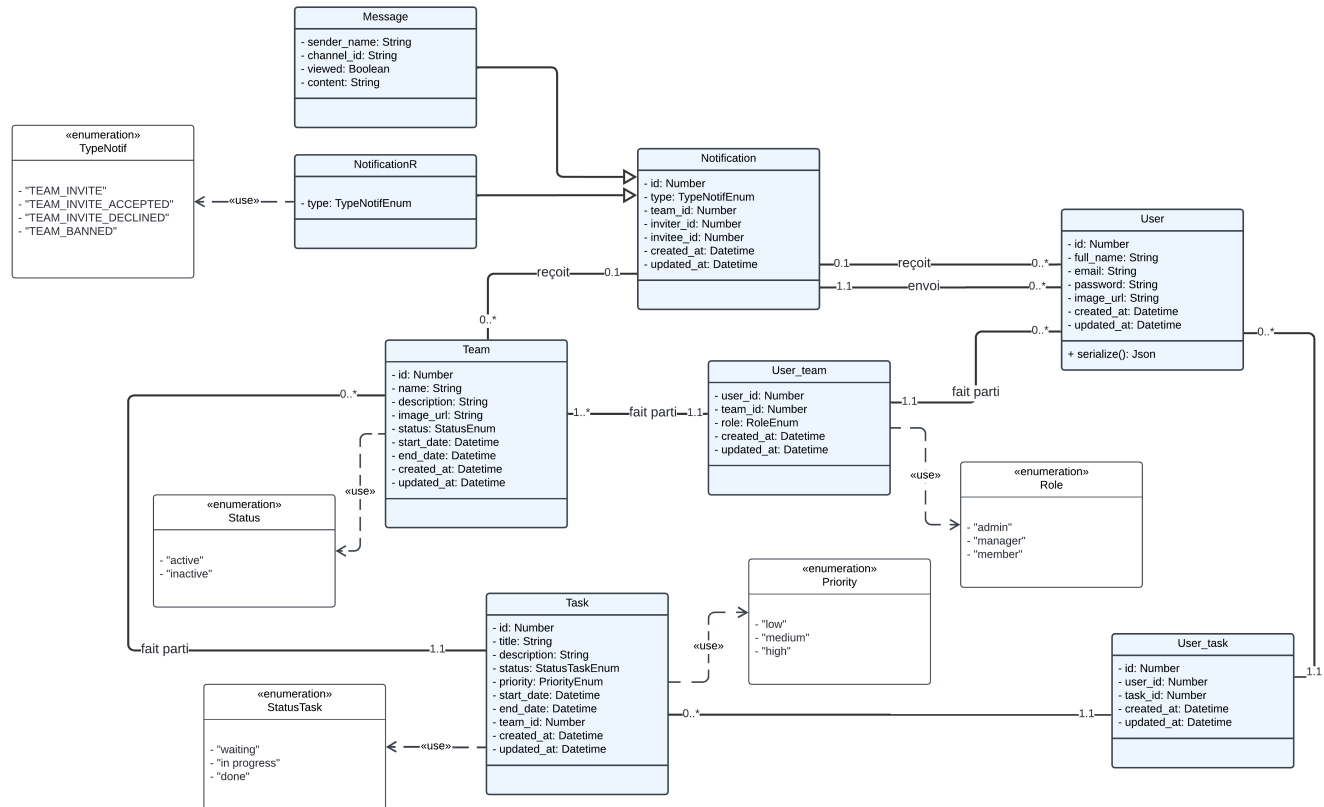 Message
- sender_name: String
- channel_id: String
- viewed: Boolean
- content: String
«enumeration»
TypeNotif
- "TEAM_INVITE"
- "TEAM_INVITE_ACCEPTED"
- "TEAM_INVITE_DECLINED"
- "TEAM_BANNED"
«use»
NotificationR
- type: TypeNotifEnum
Notification
- id: Number
- type: TypeNotifEnum
- team_id: Number
- inviter_id: Number
- invitee_id: Number
- created_at: Datetime
- updated_at: Datetime
User
- id: Number
- full_name: String
- email: String
- password: String
- image_url: String
- created_at: Datetime
- updated_at: Datetime
+ serialize(): Json
0.1 reçoit 0..*
1.1 envoi 0..*
reçoit 0.1
0..*
0..*
0..*
Team
- id: Number
- name: String
- description: String
- image_url: String
- status: StatusEnum
- start_date: Datetime
- end_date: Datetime
- created_at: Datetime
- updated_at: Datetime
0..*
1..* fait parti 1.1
User_team
- user_id: Number
- team_id: Number
- role: RoleEnum
- created_at: Datetime
- updated_at: Datetime
1.1
fait parti
«use»
«use»
«enumeration»
Role
- "admin"
- "manager"
- "member"
«enumeration»
Status
- "active"
- "inactive"
«enumeration»
Priority
- "low"
- "medium"
- "high"
«use»
Task
- id: Number
- title: String
- description: String
- status: StatusTaskEnum
- priority: PriorityEnum
- start_date: Datetime
- end_date: Datetime
- team_id: Number
- created_at: Datetime
- updated_at: Datetime
fait parti 1.1
User_task
- id: Number
- user_id: Number
- task_id: Number
- created_at: Datetime
- updated_at: Datetime
1.1
0..* 1.1
«enumeration»
StatusTask
- "waiting"
- "in progress"
- "done"
«use»